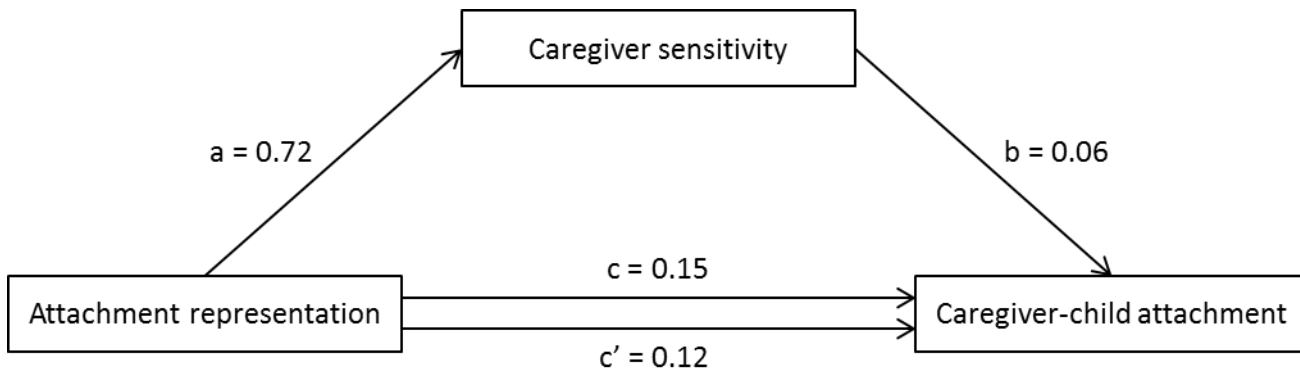 Caregiver sensitivity
a = 0.72
b = 0.06
c = 0.15
Attachment representation
Caregiver-child attachment
c’ = 0.12